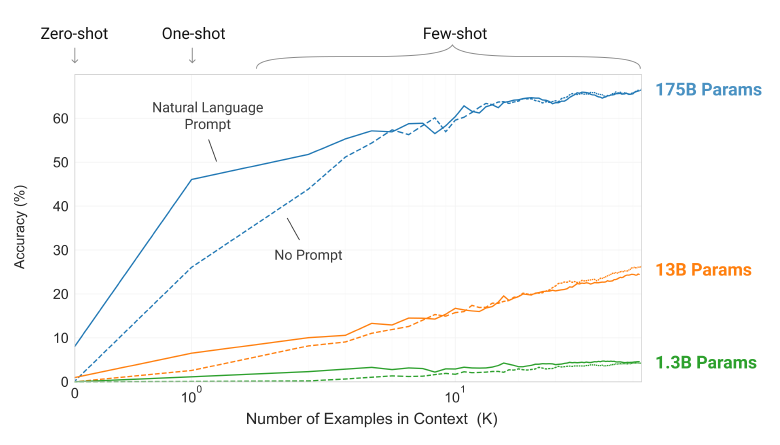 Zero-shot
One-shot
Few-shot
175B Params
Natural Language
Prompt
No Prompt
13B Params
1.3B Params
Accuracy (%)
60
50
40
30
20
10
0
0
10⁰
10¹
Number of Examples in Context (K)